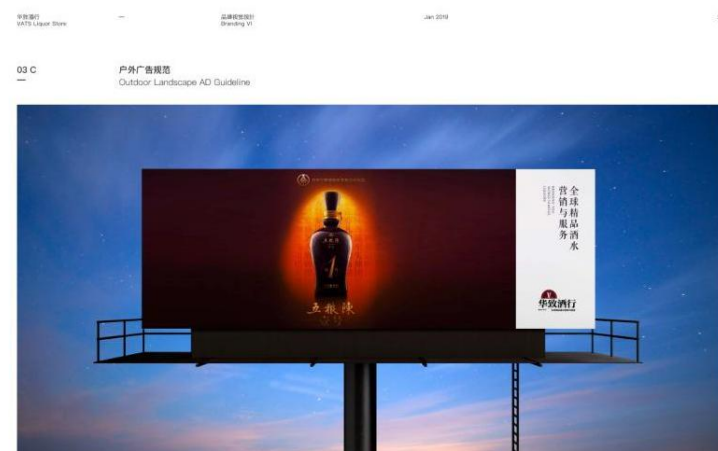 华致酒行
VATS Liquor Store
—
品牌视觉设计
Branding VI
Jan 2019
03 C
户外广告规范
Outdoor Landscape AD Guideline
全球精品酒水
营销与服务
五粮陈
华致酒行